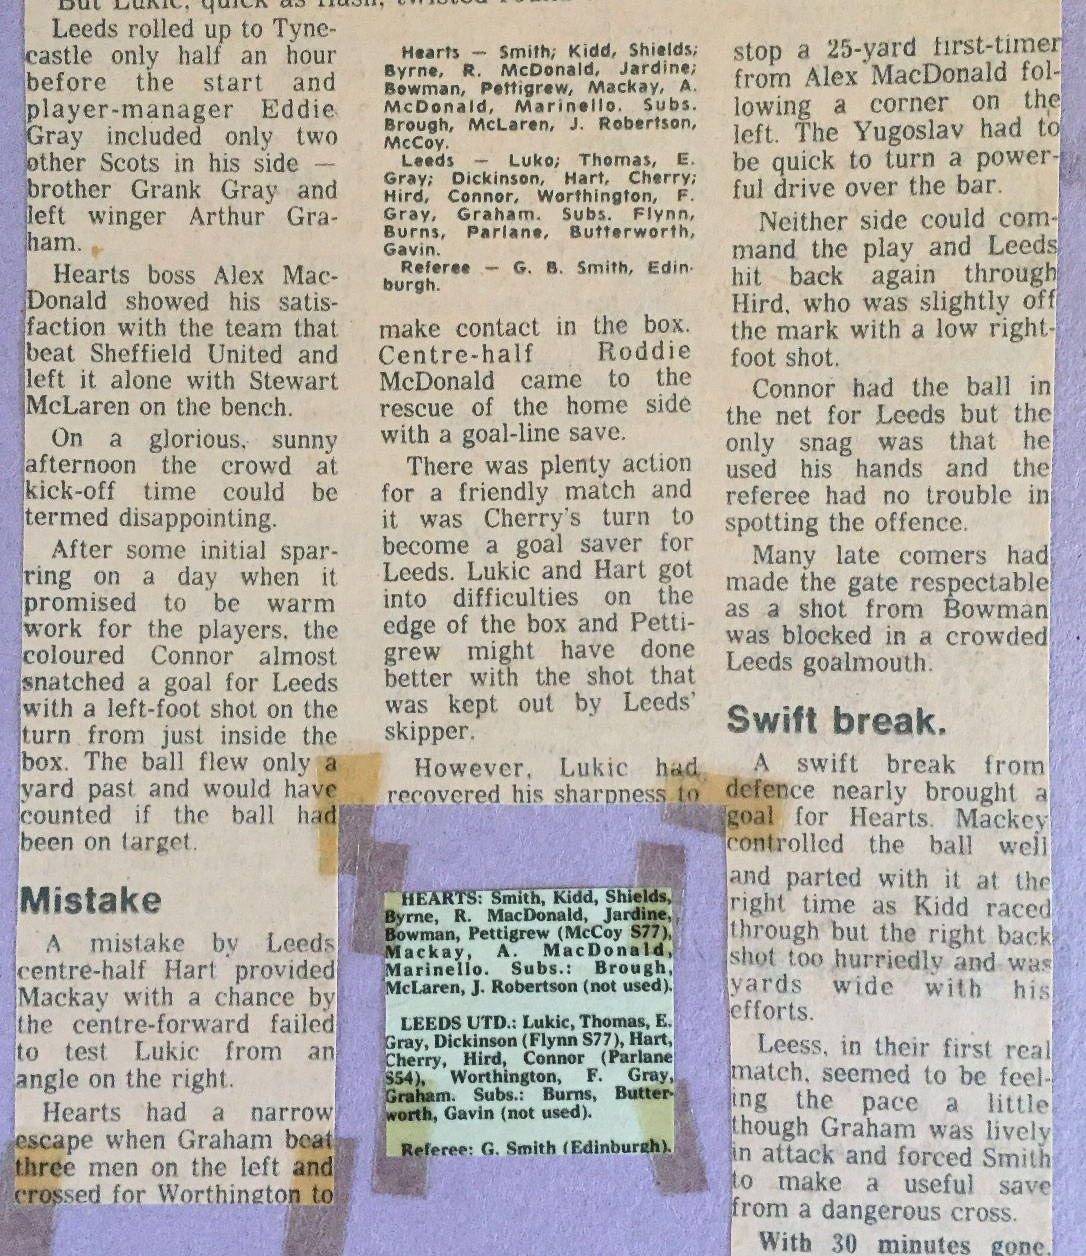 But Lukic, quick as flash, twisted
Leeds rolled up to Tyne-
castle only half an hour
before the start and
player-manager Eddie
Gray included only two
other Scots in his side —
brother Grank Gray and
left winger Arthur Gra-
ham.
Hearts boss Alex Mac-
Donald showed his satis-
faction with the team that
beat Sheffield United and
left it alone with Stewart
McLaren on the bench.
On a glorious, sunny
afternoon the crowd at
kick-off time could be
termed disappointing.
After some initial spar-
ring on a day when it
promised to be warm
work for the players, the
coloured Connor almost
snatched a goal for Leeds
with a left-foot shot on the
turn from just inside the
box. The ball flew only a
yard past and would have
counted if the ball had
been on target.
Mistake
A mistake by Leeds
centre-half Hart provided
Mackay with a chance by
the centre-forward failed
to test Lukic from an
angle on the right.
Hearts had a narrow
escape when Graham beat
three men on the left and
crossed for Worthington to
Hearts — Smith; Kidd, Shields;
Byrne, R. McDonald, Jardine;
Bowman, Pettigrew, Mackay, A.
McDonald, Marinello. Subs.
Brough, McLaren, J. Robertson,
McCoy.
Leeds — Luko; Thomas, E.
Gray; Dickinson, Hart, Cherry;
Hird, Connor, Worthington, F.
Gray, Graham. Subs. Flynn,
Burns, Parlane, Butterworth,
Gavin.
Referee — G. B. Smith, Edin-
burgh.
make contact in the box.
Centre-half Roddie
McDonald came to the
rescue of the home side
with a goal-line save.
There was plenty action
for a friendly match and
it was Cherry's turn to
become a goal saver for
Leeds. Lukic and Hart got
into difficulties on the
edge of the box and Petti-
grew might have done
better with the shot that
was kept out by Leeds'
skipper.
However, Lukic had
recovered his sharpness to
HEARTS: Smith, Kidd, Shields,
Byrne, R. MacDonald, Jardine,
Bowman, Pettigrew (McCoy S77),
Mackay, A. MacDonald,
Marinello. Subs.: Brough,
McLaren, J. Robertson (not used).
LEEDS UTD.: Lukic, Thomas, E.
Gray, Dickinson (Flynn S77), Hart,
Cherry, Hird, Connor (Parlane
S54), Worthington, F. Gray,
Graham. Subs.: Burns, Butter-
worth, Gavin (not used).
Referee: G. Smith (Edinburgh).
stop a 25-yard first-timer
from Alex MacDonald fol-
lowing a corner on the
left. The Yugoslav had to
be quick to turn a power-
ful drive over the bar.
Neither side could com-
mand the play and Leeds
hit back again through
Hird, who was slightly off
the mark with a low right-
foot shot.
Connor had the ball in
the net for Leeds but the
only snag was that he
used his hands and the
referee had no trouble in
spotting the offence.
Many late comers had
made the gate respectable
as a shot from Bowman
was blocked in a crowded
Leeds goalmouth.
Swift break.
A swift break from
defence nearly brought a
goal for Hearts. Mackey
controlled the ball well
and parted with it at the
right time as Kidd raced
through but the right back
shot too hurriedly and was
yards wide with his
efforts.
Leess, in their first real
match, seemed to be feel-
ing the pace a little
though Graham was lively
in attack and forced Smith
to make a useful save
from a dangerous cross.
With 30 minutes gone,